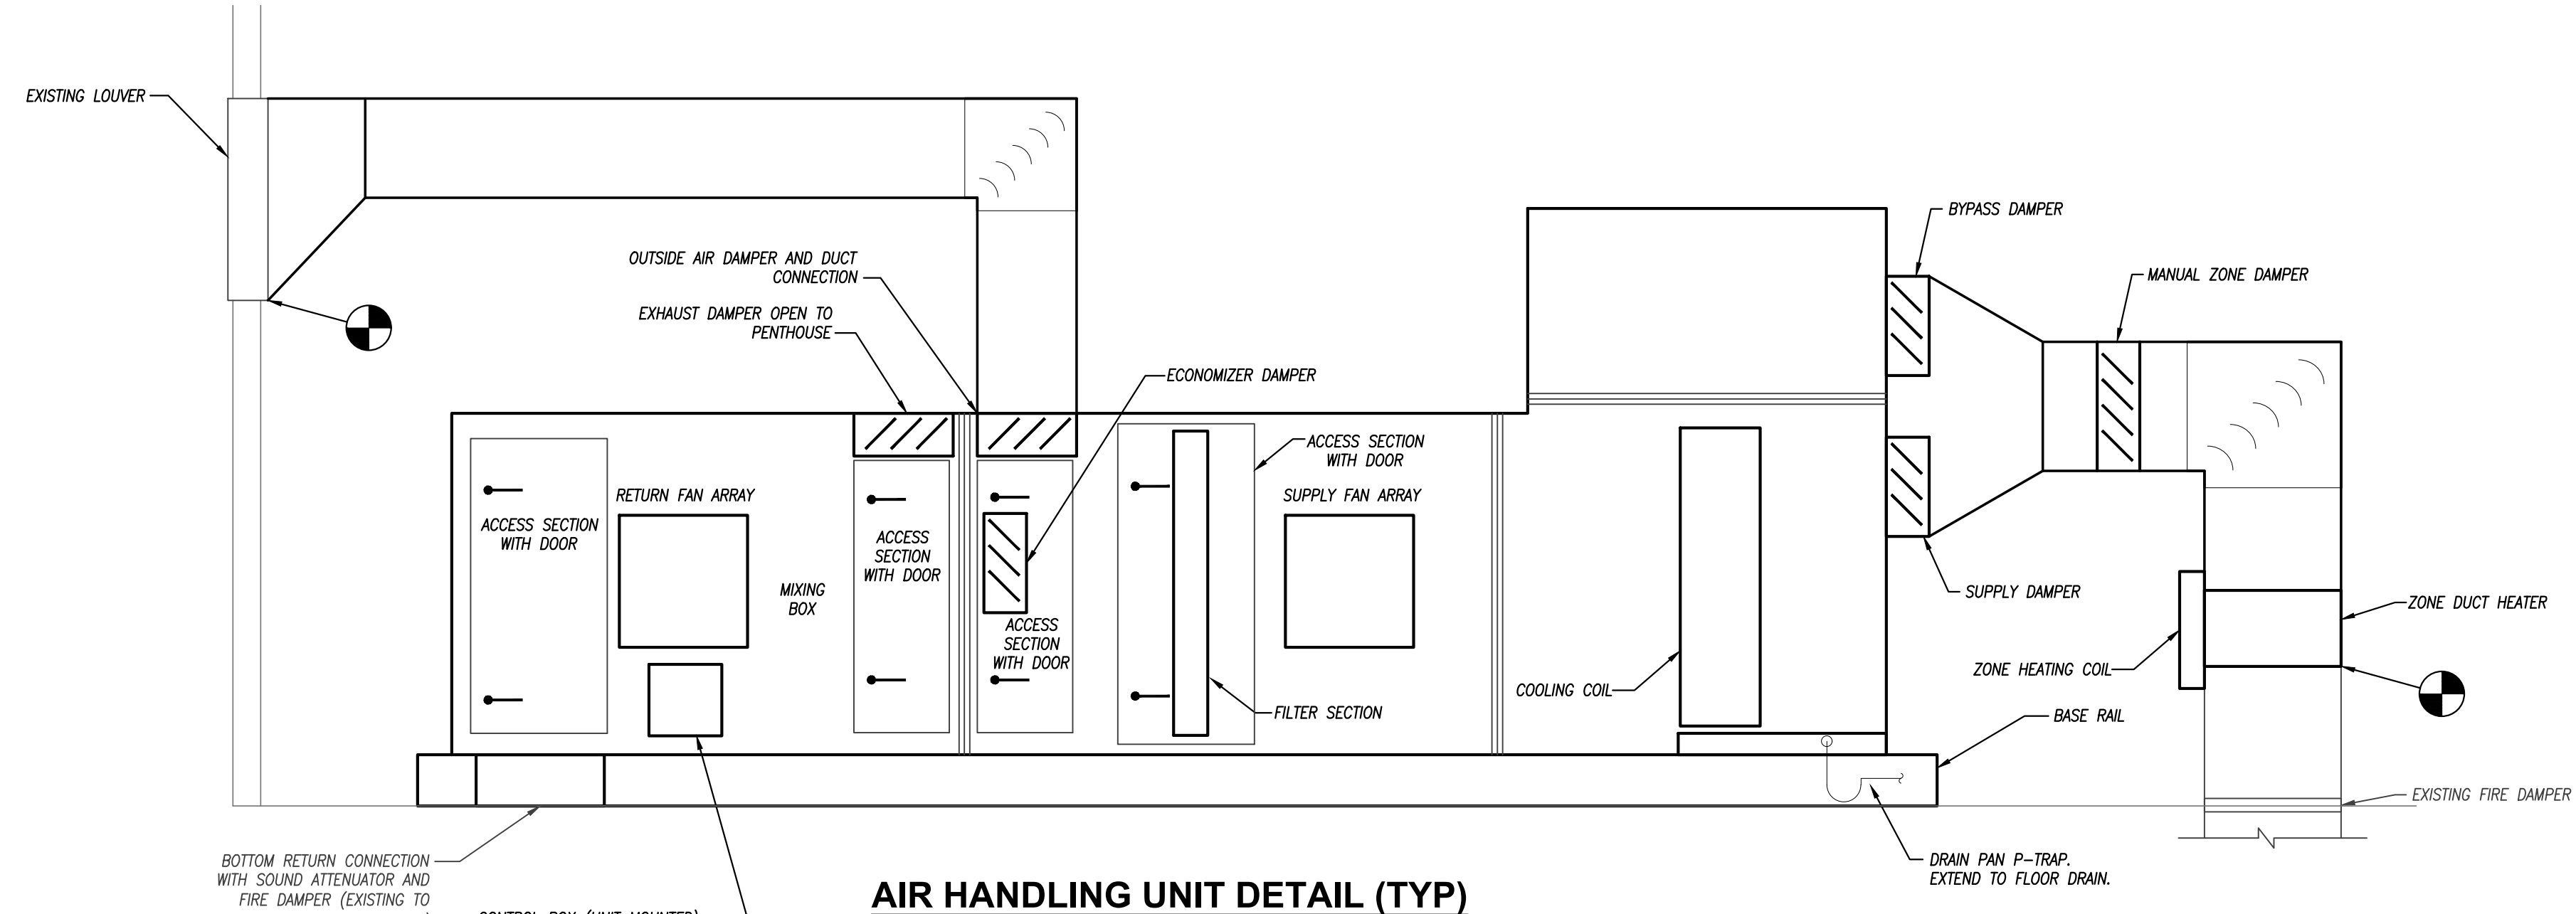 EXISTING LOUVER
BYPASS DAMPER
OUTSIDE AIR DAMPER AND DUCT
CONNECTION
MANUAL ZONE DAMPER
EXHAUST DAMPER OPEN TO
PENTHOUSE
ECONOMIZER DAMPER
ACCESS SECTION
WITH DOOR
RETURN FAN ARRAY
SUPPLY FAN ARRAY
ACCESS SECTION
WITH DOOR
ACCESS
SECTION
WITH DOOR
MIXING
BOX
SUPPLY DAMPER
ZONE DUCT HEATER
ACCESS
SECTION
WITH DOOR
ZONE HEATING COIL
COOLING COIL
FILTER SECTION
BASE RAIL
EXISTING FIRE DAMPER
BOTTOM RETURN CONNECTION
WITH SOUND ATTENUATOR AND
FIRE DAMPER (EXISTING TO
DRAIN PAN P-TRAP.
EXTEND TO FLOOR DRAIN.
AIR HANDLING UNIT DETAIL (TYP)
CONTROL BOX (UNIT MOUNTED)